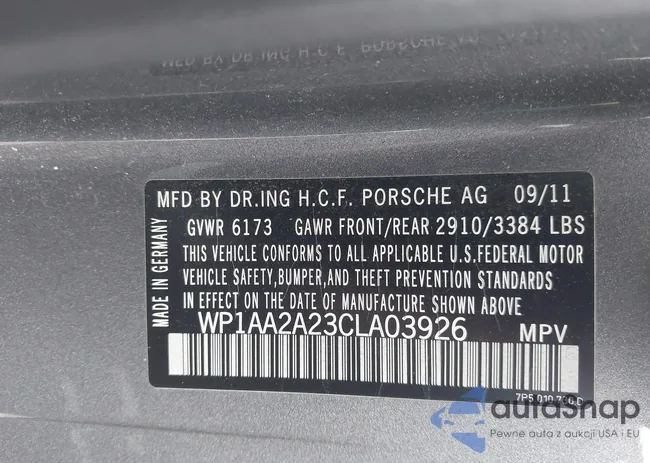 MFD BY DR.ING H.C.F. PORSCHE AG 09/11
GVWR 6173 GAWR FRONT/REAR 2910/3384 LBS
THIS VEHICLE CONFORMS TO ALL APPLICABLE U.S.FEDERAL MOTOR
VEHICLE SAFETY,BUMPER,AND THEFT PREVENTION STANDARDS
IN EFFECT ON THE DATE OF MANUFACTURE SHOWN ABOVE
WP1AA2A23CLA03926 MPV
MADE IN GERMANY
autoSnap
Pewne auta z aukcji USA i EU